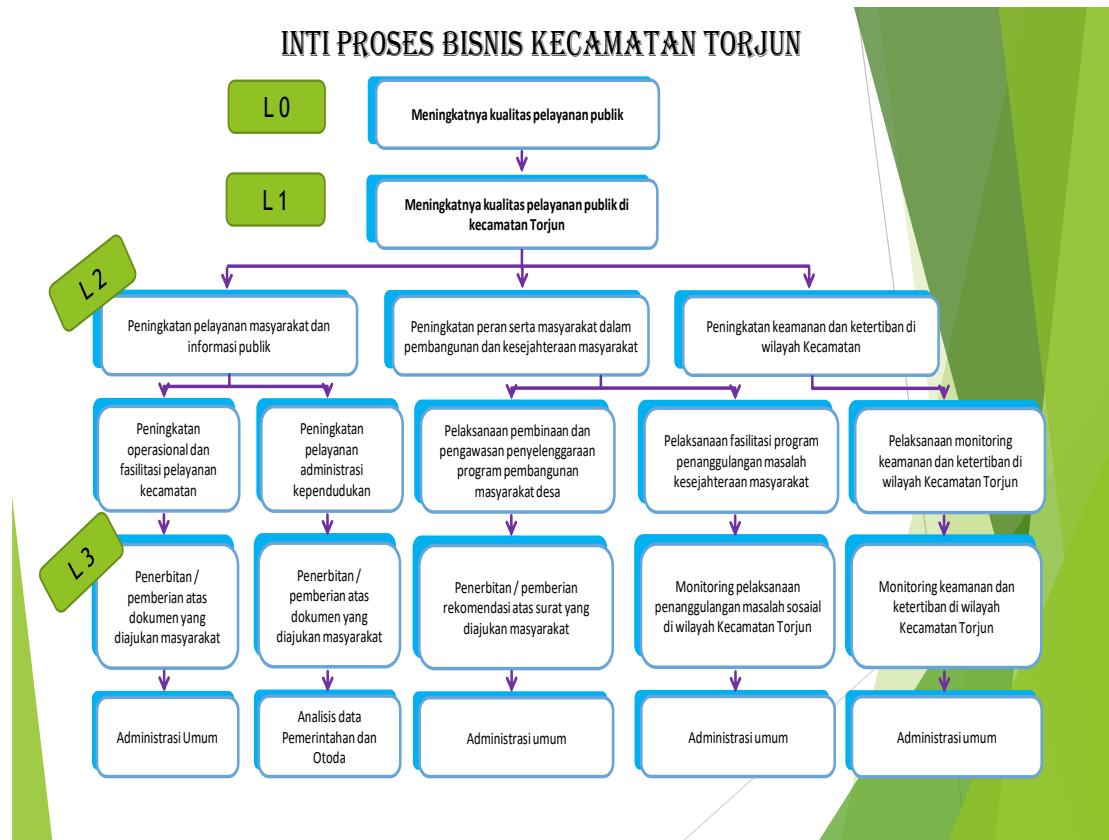 INTI PROSES BISNIS KECAMATAN TORJUN
L 0
Meningkatnya kualitas pelayanan publik
L 1
Meningkatnya kualitas pelayanan publik di
kecamatan Torjun
L 2
Peningkatan pelayanan masyarakat dan
informasi publik
Peningkatan peran serta masyarakat dalam
pembangunan dan kesejahteraan masyarakat
Peningkatan keamanan dan ketertiban di
wilayah Kecamatan
Peningkatan
operasional dan
fasilitasi pelayanan
kecamatan
Peningkatan
pelayanan
administrasi
kependudukan
Pelaksanaan pembinaan dan
pengawasan penyelenggaraan
program pembangunan
masyarakat desa
Pelaksanaan fasilitasi program
penanggulangan masalah
kesejahteraan masyarakat
Pelaksanaan monitoring
keamanan dan ketertiban di
wilayah Kecamatan Torjun
L 3
Penerbitan /
pemberian atas
dokumen yang
diajukan masyarakat
Penerbitan /
pemberian atas
dokumen yang
diajukan masyarakat
Penerbitan / pemberian
rekomendasi atas surat yang
diajukan masyarakat
Monitoring pelaksanaan
penanggulangan masalah sosaial
di wilayah Kecamatan Torjun
Monitoring keamanan dan
ketertiban di wilayah
Kecamatan Torjun
Administrasi Umum
Analisis data
Pemerintahan dan
Otoda
Administrasi umum
Administrasi umum
Administrasi umum